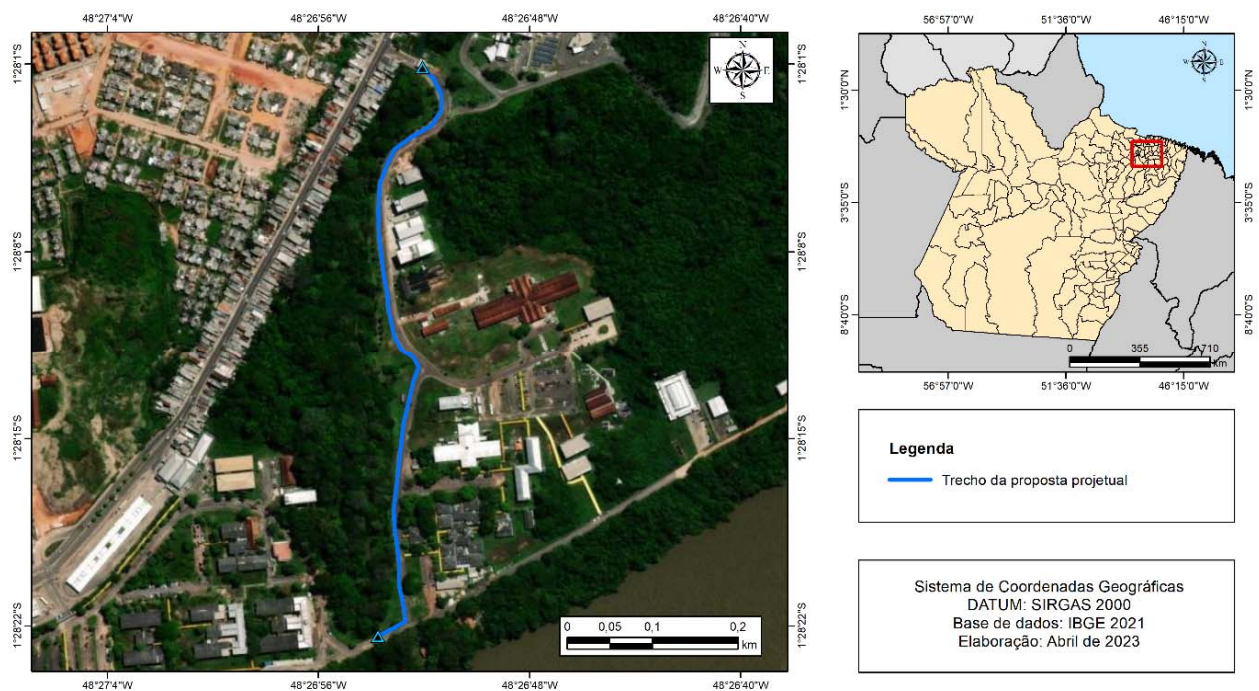 48°27'4"W 48°26'56"W 48°26'48"W 48°26'40"W
1°28'1"S
1°28'8"S
1°28'15"S
1°28'22"S
N
W E
S
1°28'1"S
1°28'8"S
1°28'15"S
1°28'22"S
0 0,05 0,1 0,2
km
48°27'4"W 48°26'56"W 48°26'48"W 48°26'40"W
56°57'0"W 51°36'0"W 46°15'0"W
1°30'0"N
3°35'0"S
8°40'0"S
N
W E
S
1°30'0"N
3°35'0"S
8°40'0"S
0 355 710
km
56°57'0"W 51°36'0"W 46°15'0"W
Legenda
Trecho da proposta projetual
Sistema de Coordenadas Geográficas
DATUM: SIRGAS 2000
Base de dados: IBGE 2021
Elaboração: Abril de 2023